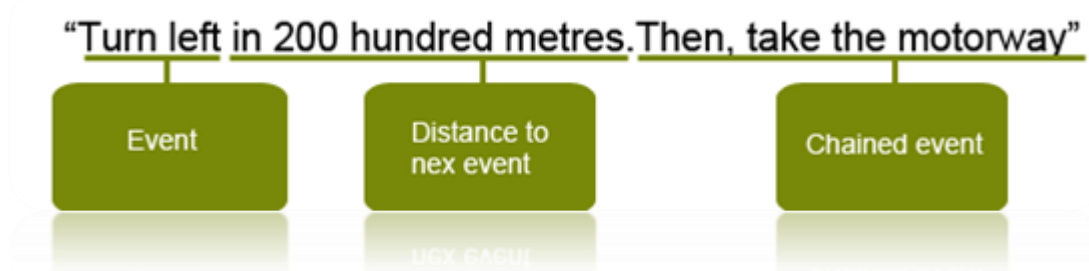 “Turn left in 200 hundred metres.Then, take the motorway”
Event
Distance to
nex event
Chained event